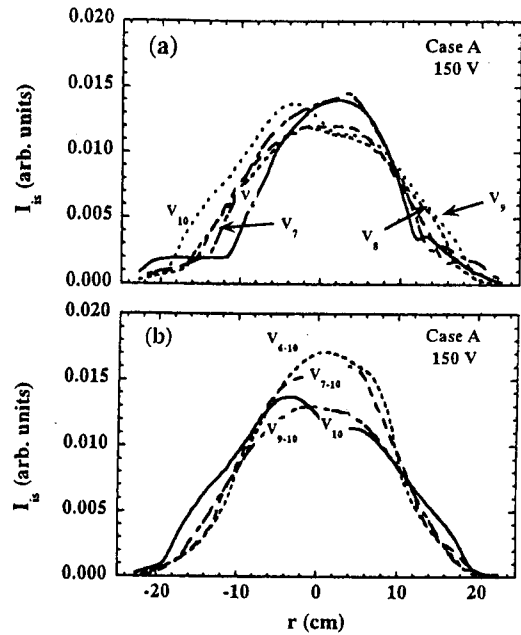 0.020
(a)
Case A
150 V
0.015
I_is (arb. units)
0.010
0.005
V_10
V
V_7
V_8
V_9
0.000
0.020
(b)
Case A
150 V
V_6-10
0.015
V_7-10
I_is (arb. units)
0.010
V_9-10
V_10
0.005
0.000
-20
-10
0
10
20
r (cm)